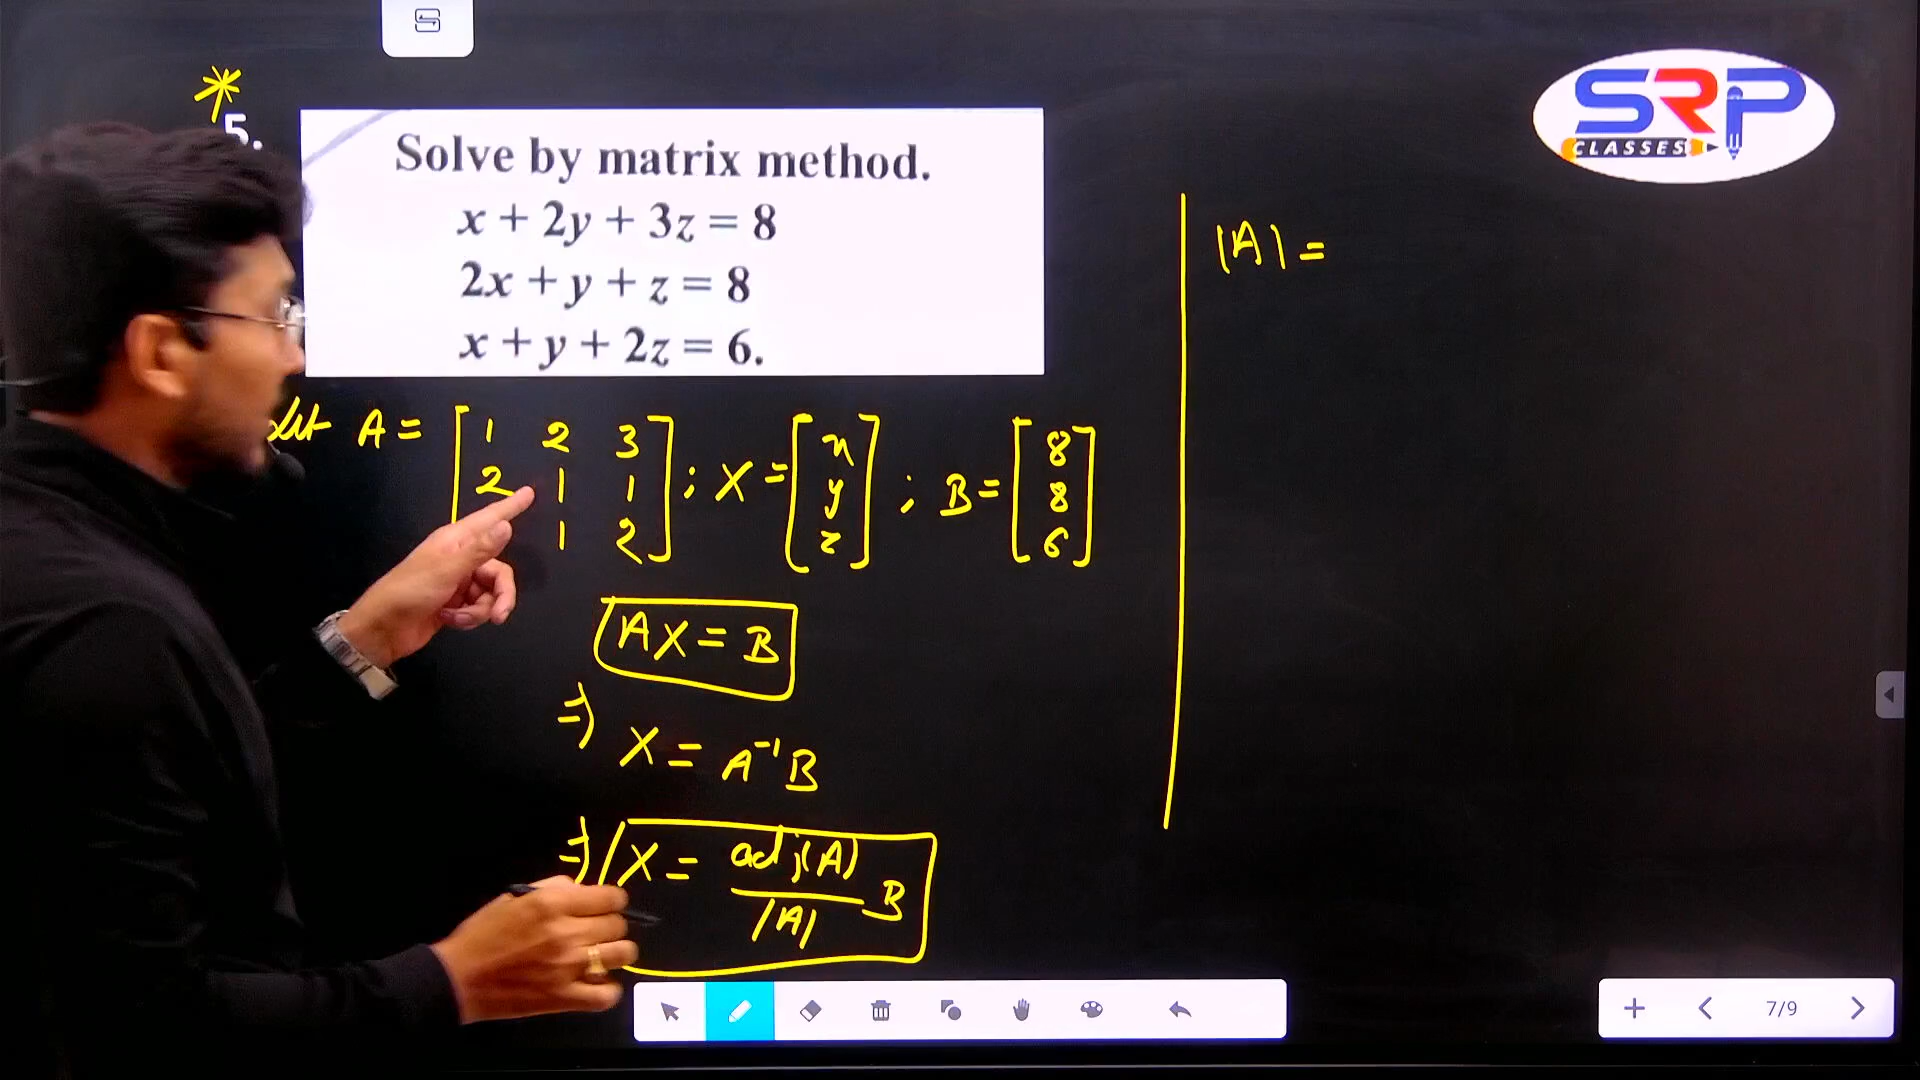 5.
Solve by matrix method.
x + 2y + 3z = 8
2x + y + z = 8
x + y + 2z = 6.
SRP
CLASSES
Let A = [ 1 2 3 ; X = [ x ; B = [ 8
2 1 1 y 8
1 2 ] z ] 6 ]
AX = B
=) X = A⁻¹B
=) X = adj(A)
|A| B
|A| =
7/9